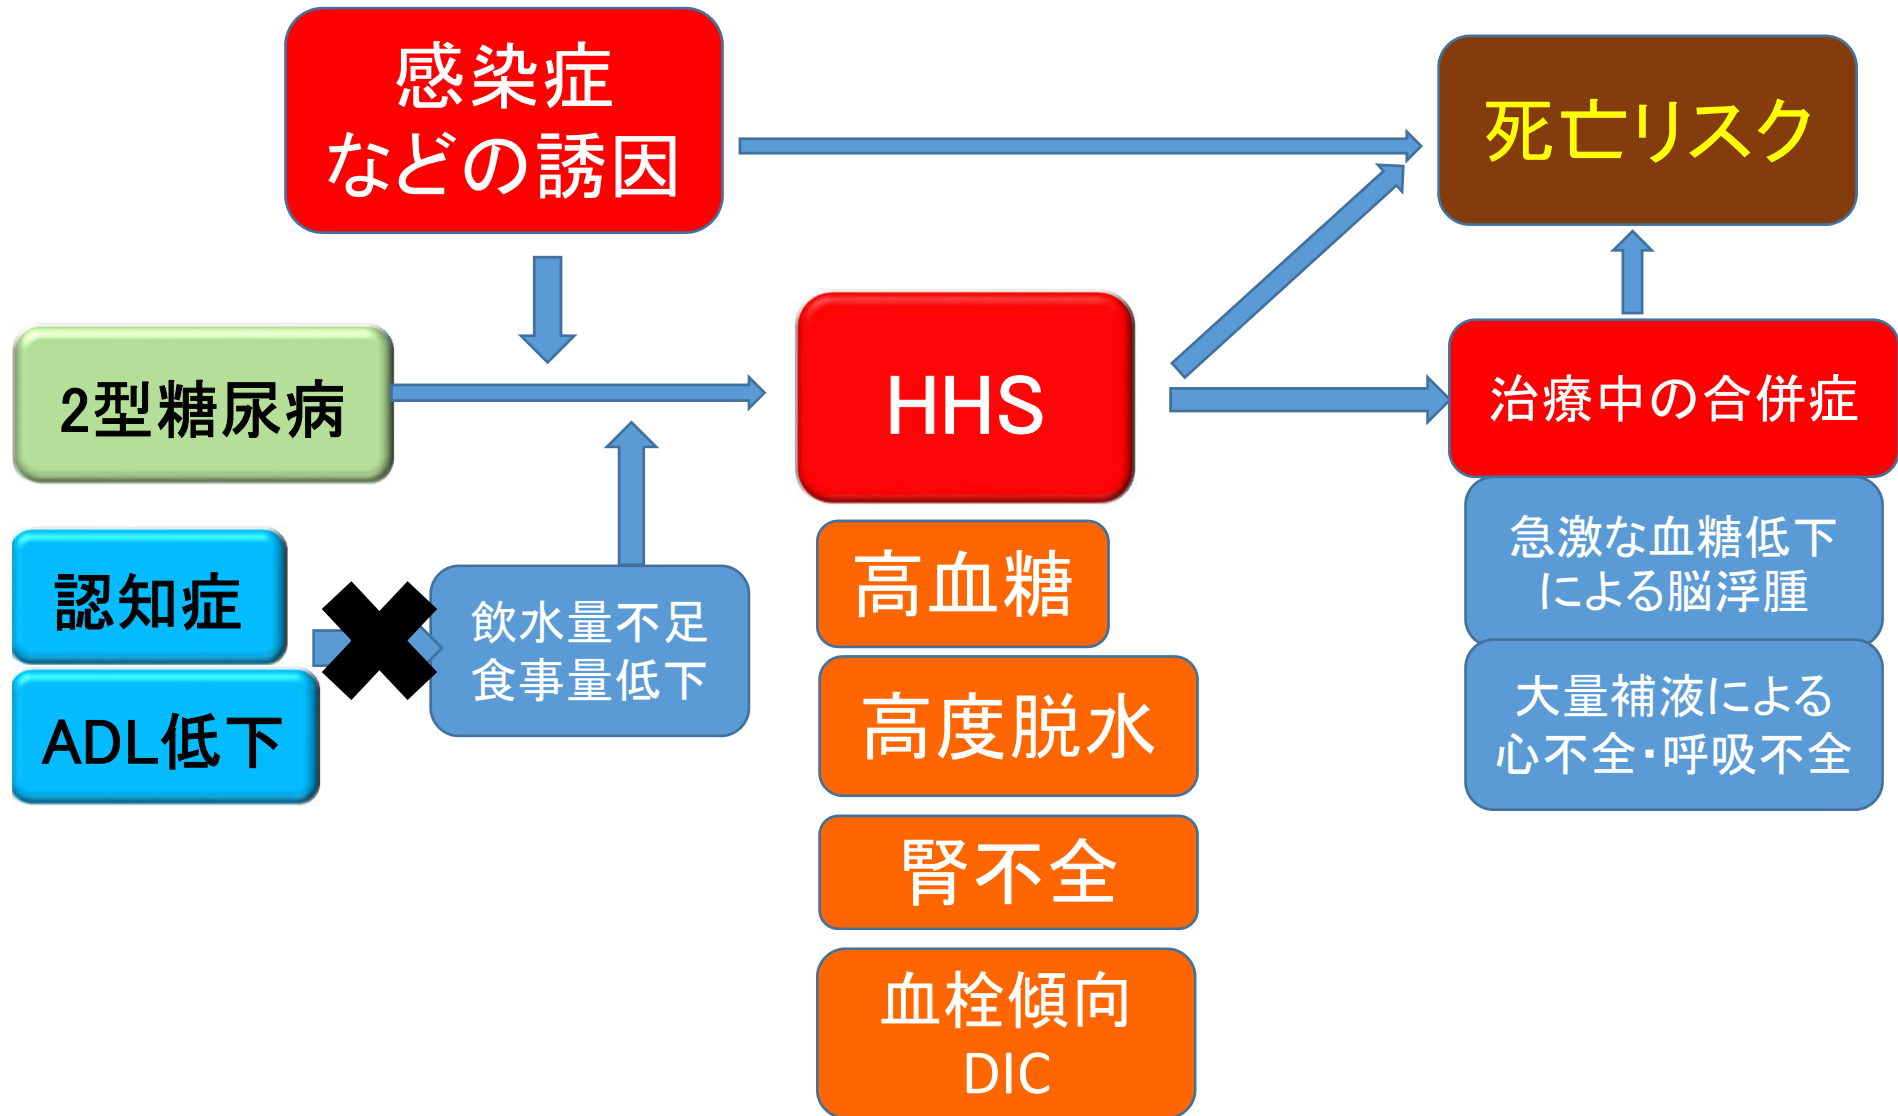 感染症
などの誘因
死亡リスク
2型糖尿病
HHS
治療中の合併症
認知症
ADL低下
飲水量不足
食事量低下
高血糖
高度脱水
腎不全
血栓傾向
DIC
急激な血糖低下
による脳浮腫
大量補液による
心不全・呼吸不全